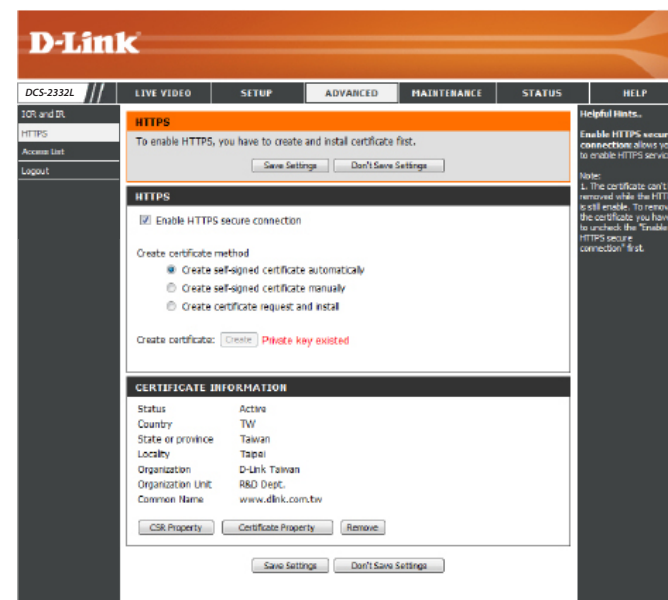 D-Link
DCS-2332L
LIVE VIDEO SETUP ADVANCED MAINTENANCE STATUS HELP
ICR and IR
HTTPS
Access List
Logout
HTTPS
To enable HTTPS, you have to create and install certificate first.
Save Settings Don't Save Settings
HTTPS
Enable HTTPS secure connection
Create certificate method
Create self-signed certificate automatically
Create self-signed certificate manually
Create certificate request and install
Create certificate: Create Private key existed
CERTIFICATE INFORMATION
Status Active
Country TW
State or province Taiwan
Locality Taipei
Organization D-Link Taiwan
Organization Unit R&D Dept.
Common Name www.dlink.com.tw
CSR Property Certificate Property Remove
Save Settings Don't Save Settings
Helpful Hints..
Enable HTTPS secur
connection: allows yo
to enable HTTPS servic
Note:
1. The certificate can't
removed while the HTT
is still enable. To remov
the certificate you have
to uncheck the "Enable
HTTPS secure
connection" first.